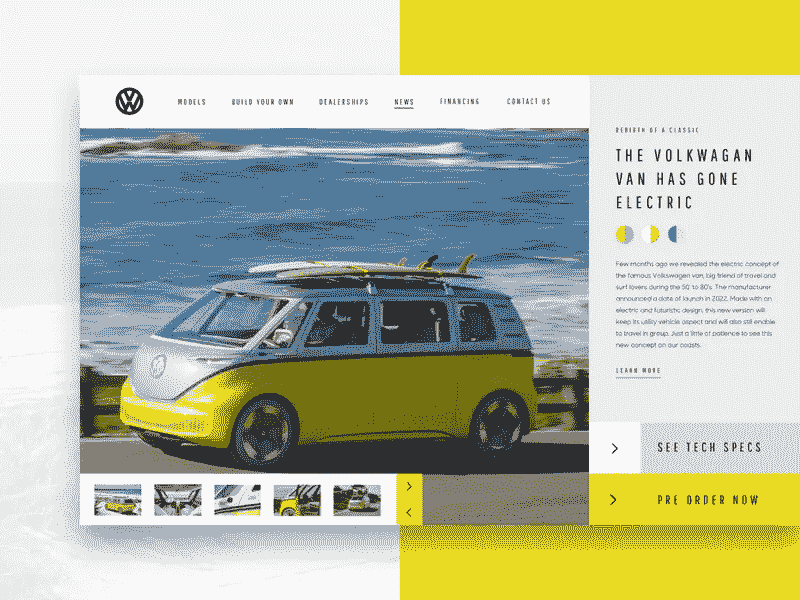 MODELS
BUILD YOUR OWN
DEALERSHIPS
NEWS
FINANCING
CONTACT US
REBIRTH OF A CLASSIC
THE VOLKWAGAN
VAN HAS GONE
ELECTRIC
Few months ago we revealed the electric concept of
the famous Volkswagen van, big friend of travel and
surf lovers during the 50' to 80's. The manufacturer
announced a date of launch in 2022. Made with an
electric and futuristic design, this new version will
keep its utility vehicle aspect and will also still enable
to travel in group. Just a little of patience to see this
new concept on our coasts.
LEARN MORE
SEE TECH SPECS
PRE ORDER NOW